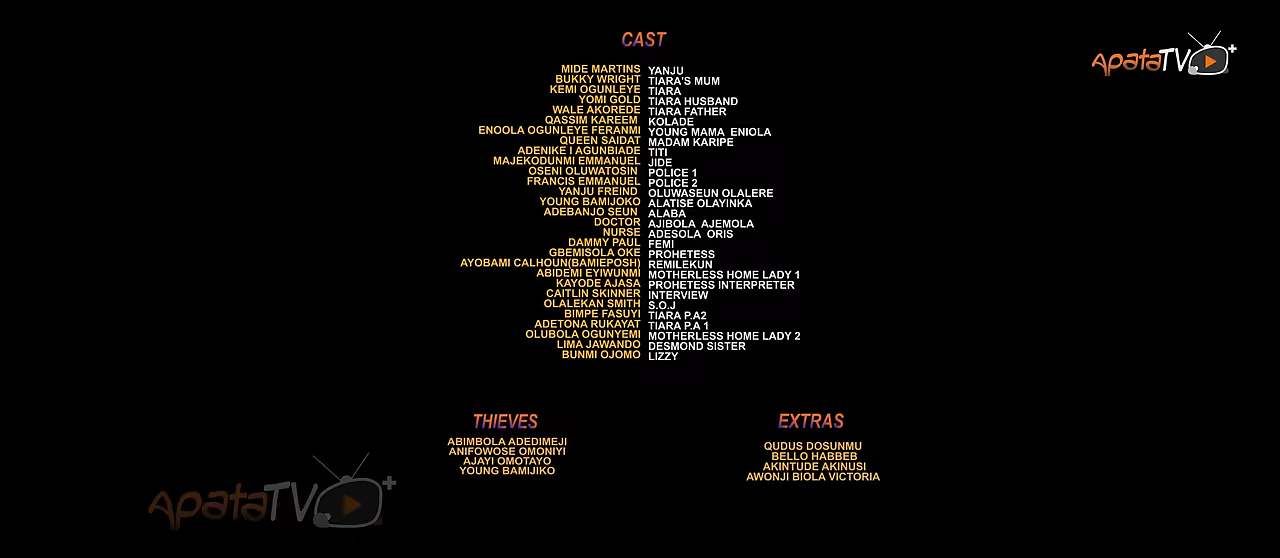 CAST
ApataTV+
MIDE MARTINS YANJU
BUKKY WRIGHT TIARA'S MUM
KEMI OGUNLEYE TIARA
YOMI GOLD TIARA HUSBAND
WALE AKOREDE TIARA FATHER
QASSIM KAREEM KOLADE
ENOOLA OGUNLEYE FERANMI YOUNG MAMA ENIOLA
QUEEN SAIDAT MADAM KARIPE
ADENIKE I AGUNBIADE TITI
MAJEKODUNMI EMMANUEL JIDE
OSENI OLUWATOSIN POLICE 1
FRANCIS EMMANUEL POLICE 2
YANJU FREIND OLUWASEUN OLALERE
YOUNG BAMIJOKO ALATISE OLAYINKA
ADEBANJO SEUN ALABA
DOCTOR AJIBOLA AJEMOLA
NURSE ADESOLA ORIS
DAMMY PAUL FEMI
GBEMISOLA OKE PROHETESS
AYOBAMI CALHOUN(BAMIEPOSH) REMILEKUN
ABIDEMI EYIWUNMI MOTHERLESS HOME LADY 1
KAYODE AJASA PROHETESS INTERPRETER
CAITLIN SKINNER INTERVIEW
OLALEKAN SMITH S.O.J
BIMPE FASUYI TIARA P.A2
ADETONA RUKAYAT TIARA P.A 1
OLUBOLA OGUNYEMI MOTHERLESS HOME LADY 2
LIMA JAWANDO DESMOND SISTER
BUNMI OJOMO LIZZY
THIEVES
ABIMBOLA ADEDIMEJI
ANIFOWOSE OMONIYI
AJAYI OMOTAYO
YOUNG BAMIJIKO
EXTRAS
QUDUS DOSUNMU
BELLO HABBEB
AKINTUDE AKINUSI
AWONJI BIOLA VICTORIA
ApataTV+